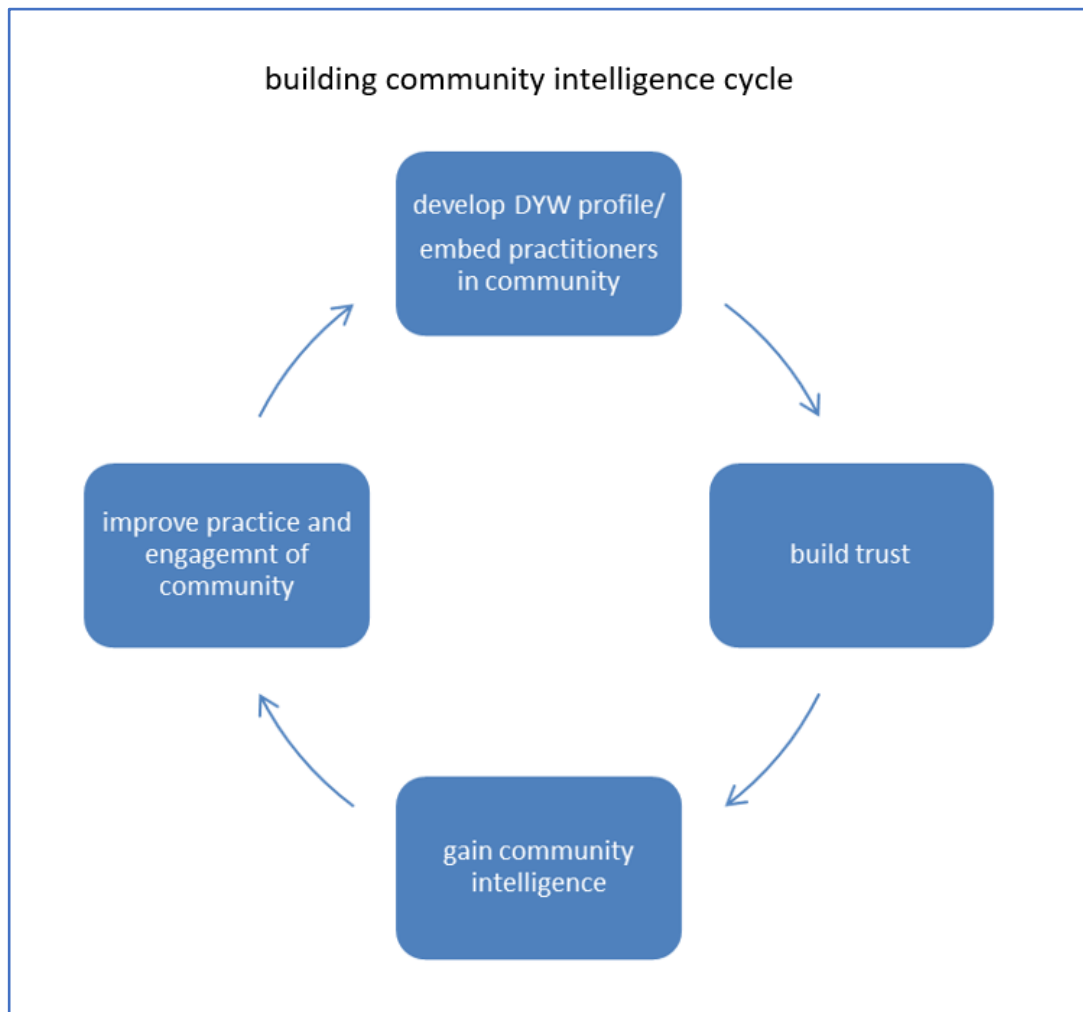 building community intelligence cycle
develop DYW profile/
embed practitioners
in community
build trust
gain community
intelligence
improve practice and
engagemnt of
community